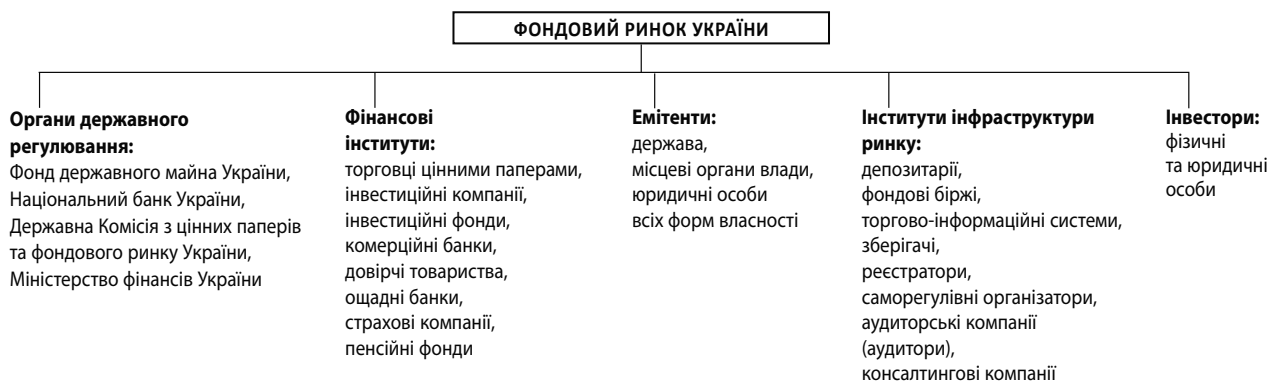 ФОНДОВИЙ РИНОК УКРАЇНИ
Органи державного
регулювання:
Фонд державного майна України,
Національний банк України,
Державна Комісія з цінних паперів
та фондового ринку України,
Міністерство фінансів України
Фінансові
інститути:
торговці цінними паперами,
інвестиційні компанії,
інвестиційні фонди,
комерційні банки,
довірчі товариства,
ощадні банки,
страхові компанії,
пенсійні фонди
Емітенти:
держава,
місцеві органи влади,
юридичні особи
всіх форм власності
Інститути інфраструктури
ринку:
депозитарії,
фондові біржі,
торгово-інформаційні системи,
зберігачі,
реєстратори,
саморегулівні організатори,
аудиторські компанії
(аудитори),
консалтингові компанії
Інвестори:
фізичні
та юридичні
особи